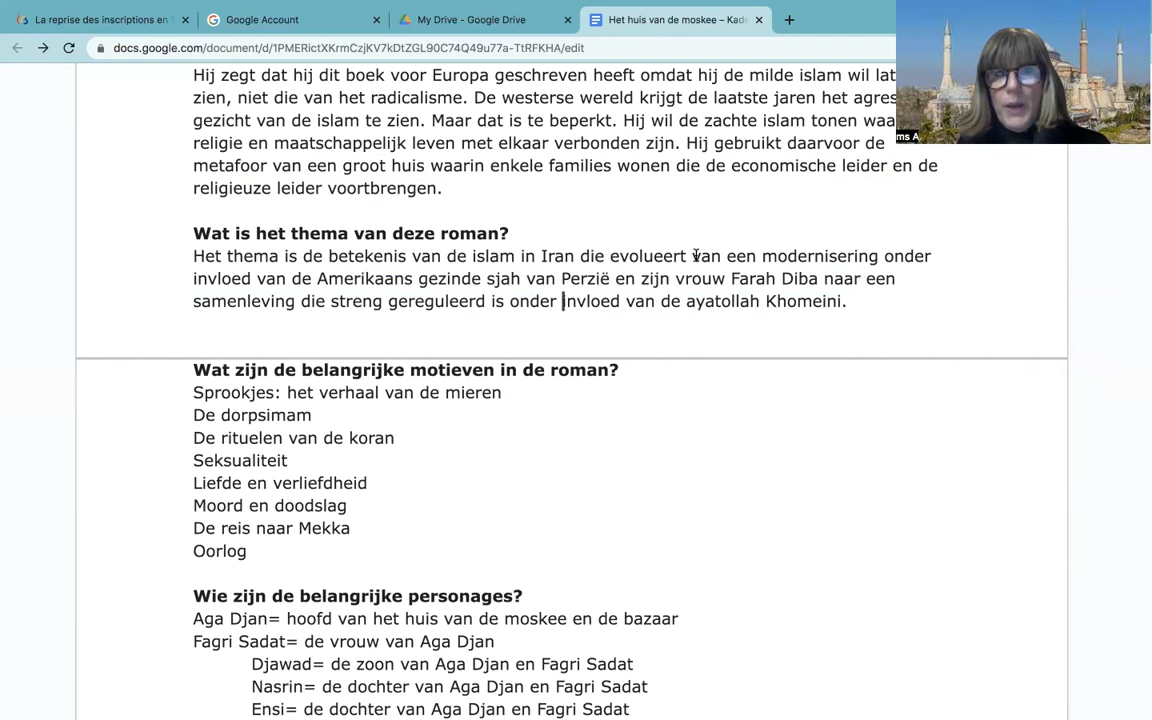 La reprise des inscriptions en
Google Account
My Drive - Google Drive
Het huis van de moskee – Kade
docs.google.com/document/d/1PMERictXKrmCzjKV7kDtZGL90C74Q49u77a-TtRFKHA/edit
Hij zegt dat hij dit boek voor Europa geschreven heeft omdat hij de milde islam wil lat
zien, niet die van het radicalisme. De westerse wereld krijgt de laatste jaren het agres
gezicht van de islam te zien. Maar dat is te beperkt. Hij wil de zachte islam tonen waa
religie en maatschappelijk leven met elkaar verbonden zijn. Hij gebruikt daarvoor de
metafoor van een groot huis waarin enkele families wonen die de economische leider en de
religieuze leider voortbrengen.
ms A
Wat is het thema van deze roman?
Het thema is de betekenis van de islam in Iran die evolueert van een modernisering onder
invloed van de Amerikaans gezinde sjah van Perzië en zijn vrouw Farah Diba naar een
samenleving die streng gereguleerd is onder invloed van de ayatollah Khomeini.
Wat zijn de belangrijke motieven in de roman?
Sprookjes: het verhaal van de mieren
De dorpsimam
De rituelen van de koran
Seksualiteit
Liefde en verliefdheid
Moord en doodslag
De reis naar Mekka
Oorlog
Wie zijn de belangrijke personages?
Aga Djan= hoofd van het huis van de moskee en de bazaar
Fagri Sadat= de vrouw van Aga Djan
Djawad= de zoon van Aga Djan en Fagri Sadat
Nasrin= de dochter van Aga Djan en Fagri Sadat
Ensi= de dochter van Aga Djan en Fagri Sadat